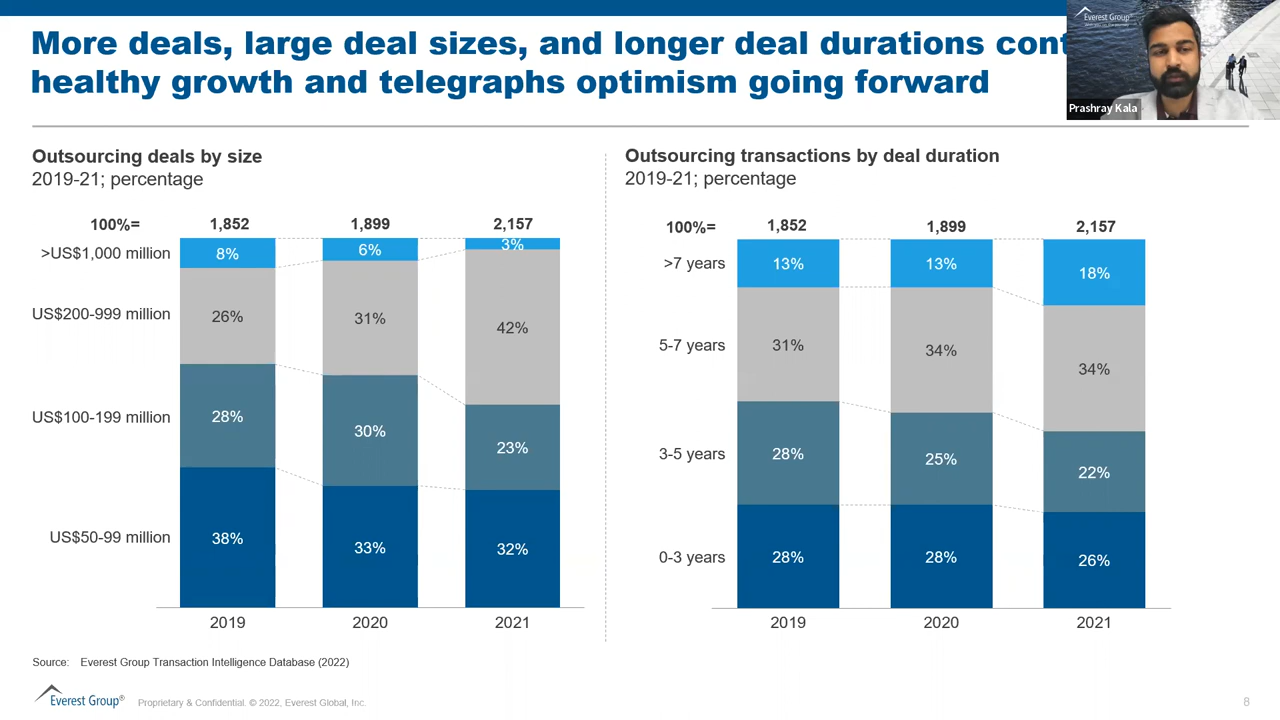 More deals, large deal sizes, and longer deal durations
healthy growth and telegraphs optimism going forward
Everest Group®
Prashray Kala
Outsourcing deals by size
2019-21; percentage
100%= 1,852 1,899 2,157
>US$1,000 million 8% 6% 3%
US$200-999 million 26% 31% 42%
US$100-199 million 28% 30% 23%
US$50-99 million 38% 33% 32%
2019 2020 2021
Outsourcing transactions by deal duration
2019-21; percentage
100%= 1,852 1,899 2,157
>7 years 13% 13% 18%
5-7 years 31% 34% 34%
3-5 years 28% 25% 22%
0-3 years 28% 28% 26%
2019 2020 2021
Source: Everest Group Transaction Intelligence Database (2022)
Everest Group® Proprietary & Confidential. © 2022, Everest Global, Inc. 8